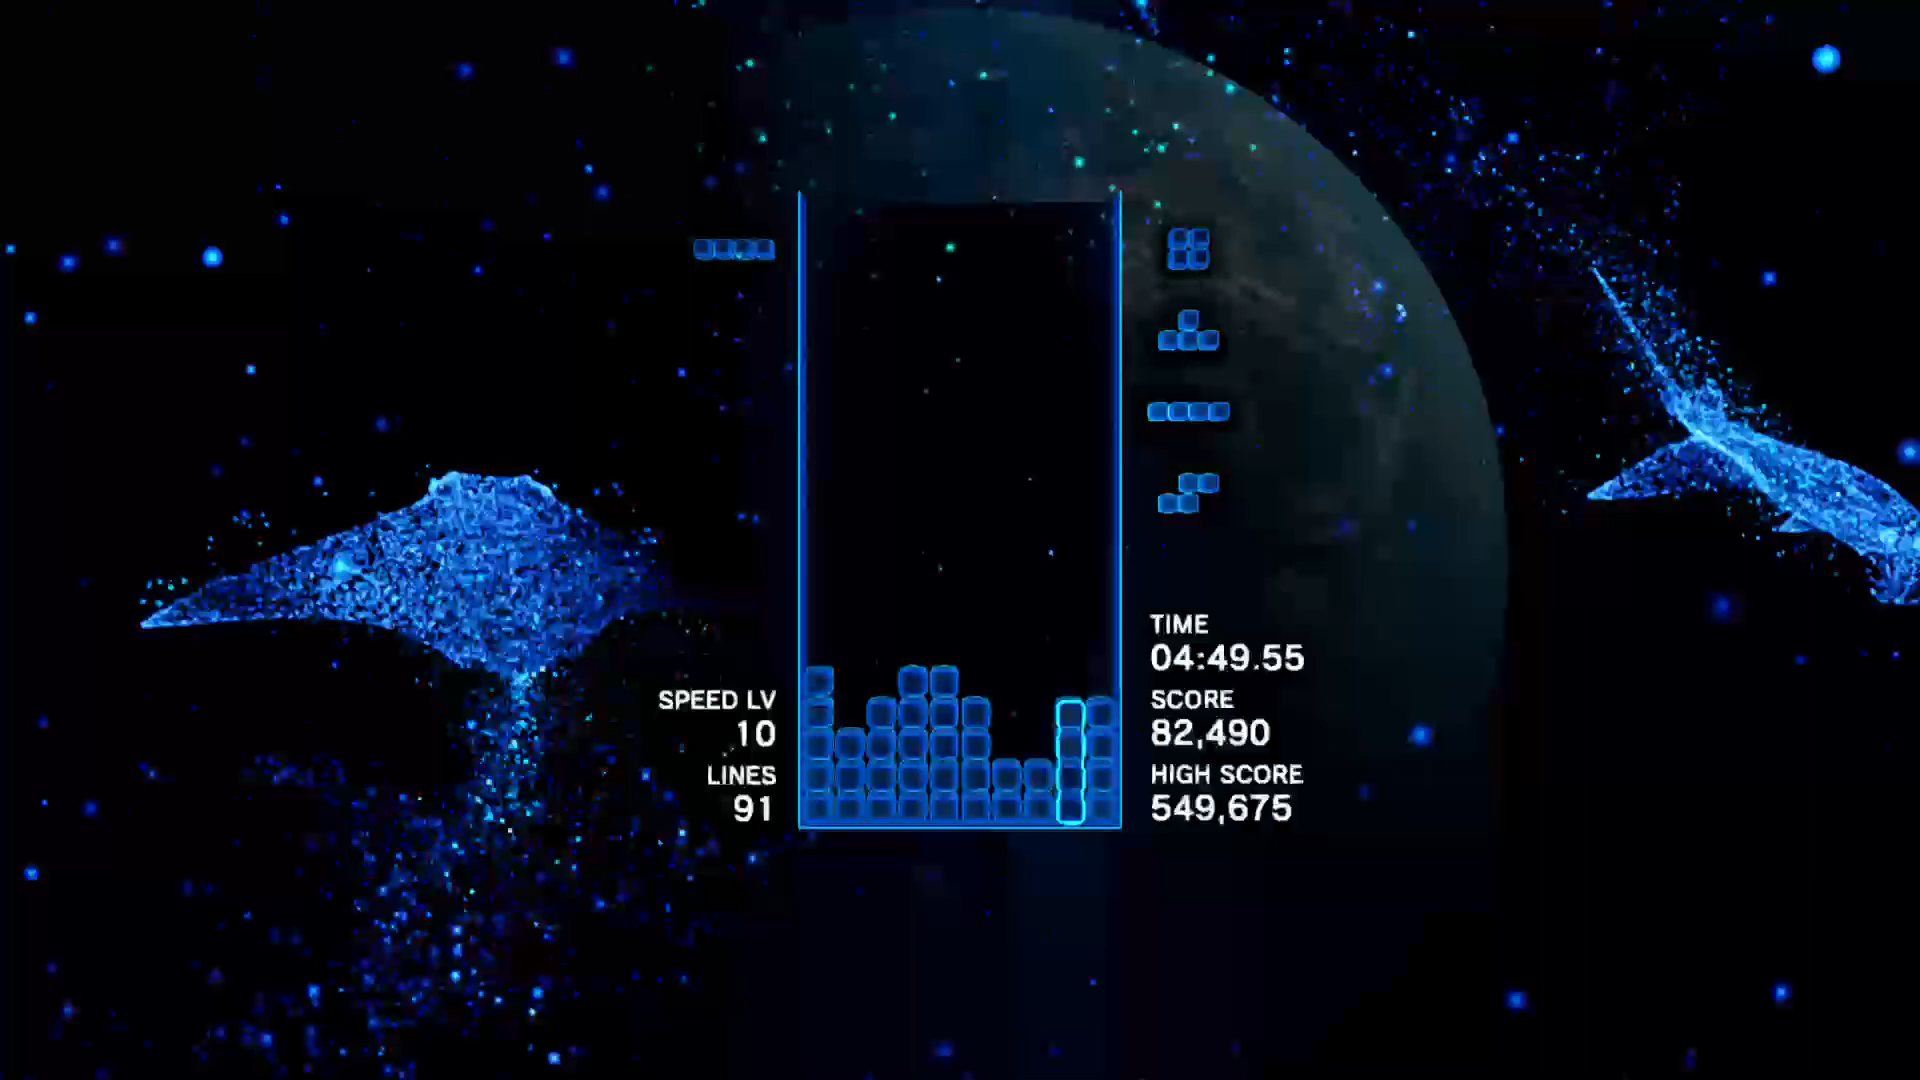 SPEED LV
10
LINES
91
TIME
04:49.55
SCORE
82,490
HIGH SCORE
549,675